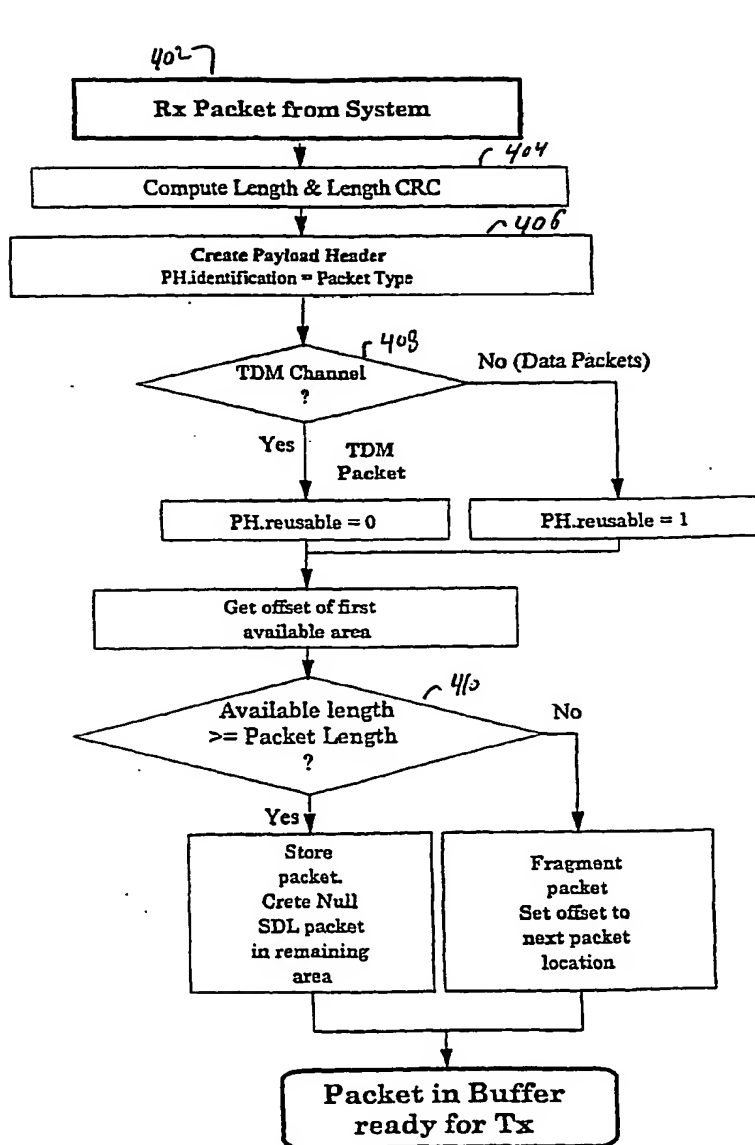 402
Rx Packet from System
404
Compute Length & Length CRC
406
Create Payload Header
PH.identification = Packet Type
408
TDM Channel
?
No (Data Packets)
Yes
TDM
Packet
PH.reusable = 0
PH.reusable = 1
Get offset of first
available area
410
Available length
>= Packet Length
?
No
Yes
Store
packet.
Crete Null
SDL packet
in remaining
area
Fragment
packet
Set offset to
next packet
location
Packet in Buffer
ready for Tx